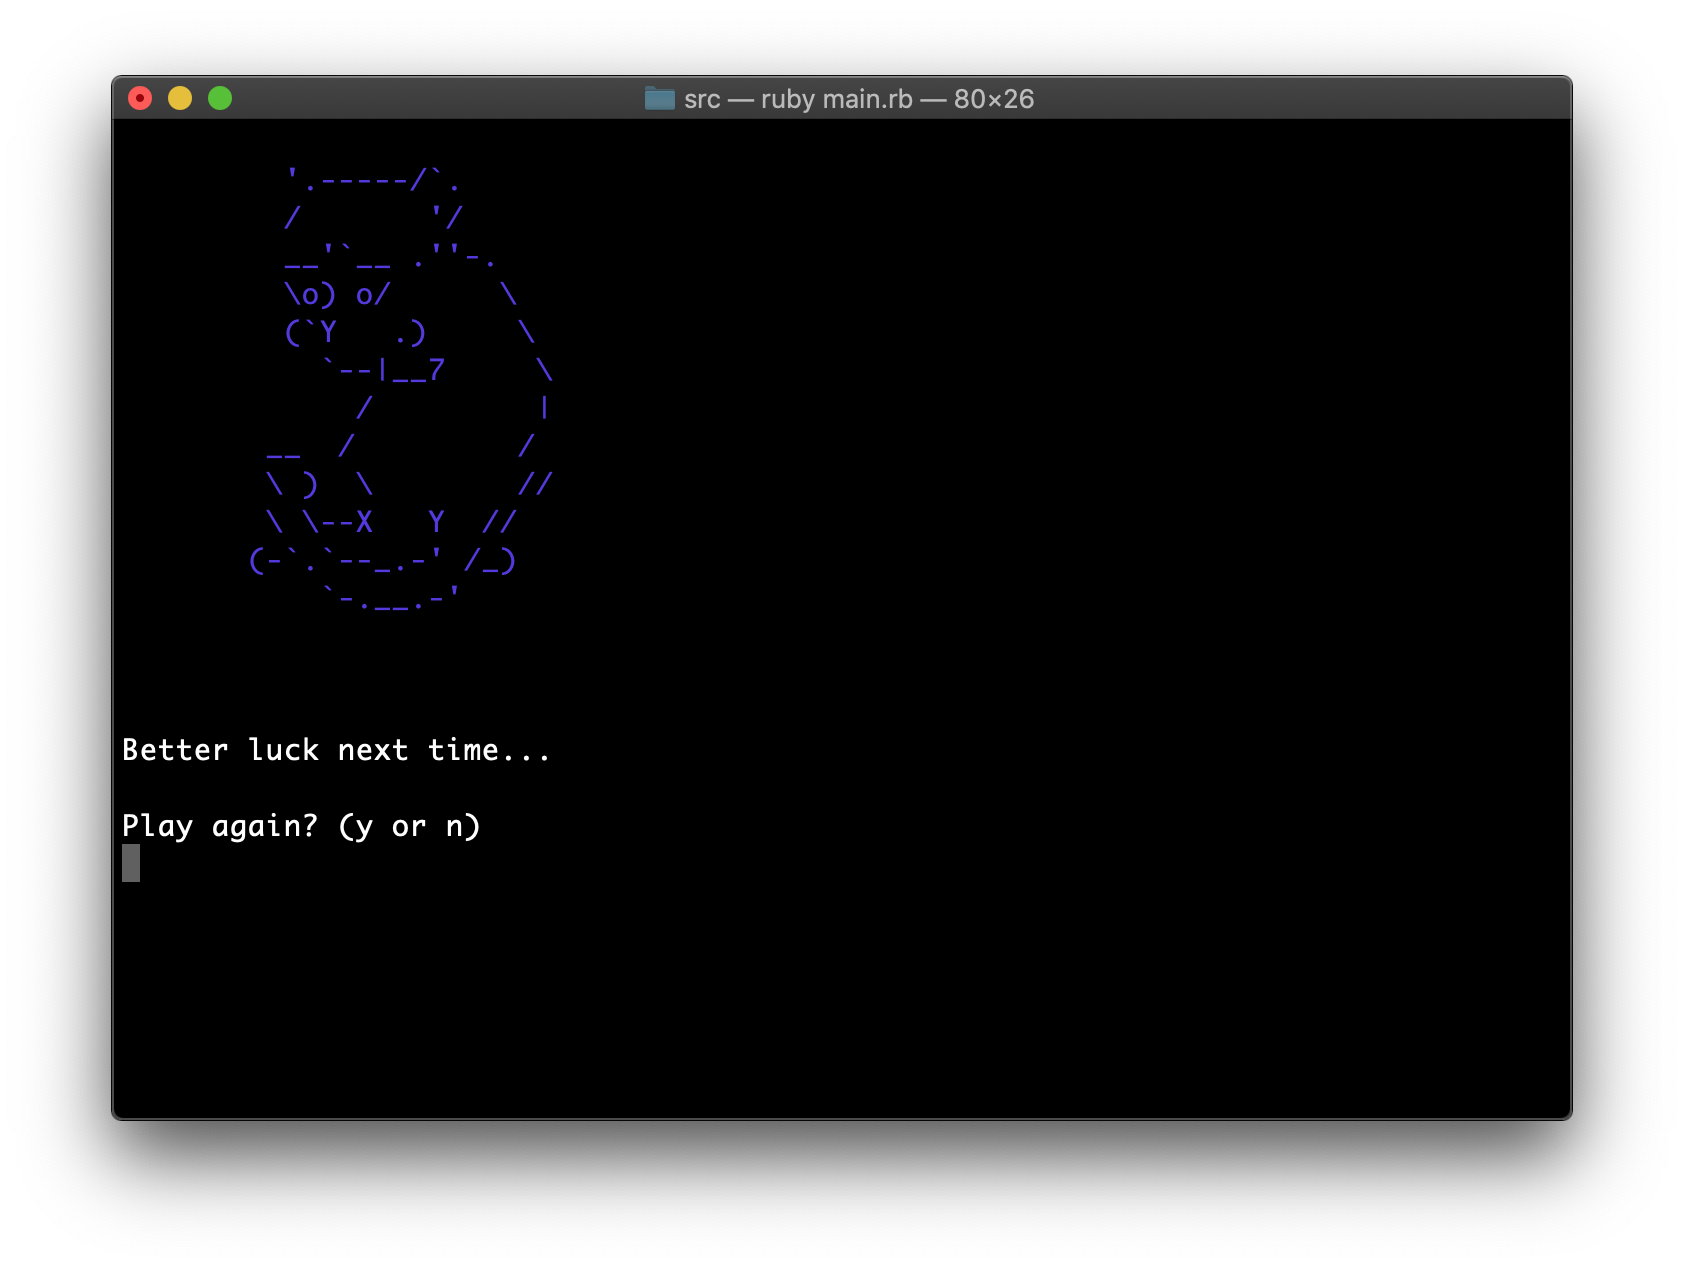 src — ruby main.rb — 80×26
         '.-----/`.
         /       '/
         __'`__ .''-.
         \o) o/      \
         (`Y   .)     \
           `--|__7     \
             /         |
        __  /         /
        \ )  \        //
        \ \--X   Y  //
       (-`.`--_.-' /_)
           `-.__.-'
Better luck next time...
Play again? (y or n)